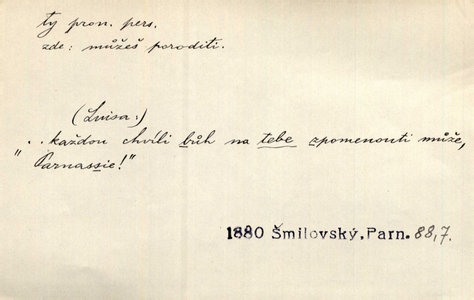 ty pron. pers.
zde: můžeš poroditi.
(Luisa:)
„..každou chvíli bůh na tebe zpomenouti může,
Parnassie!“
1880 Šmilovský, Parn. 88,7.